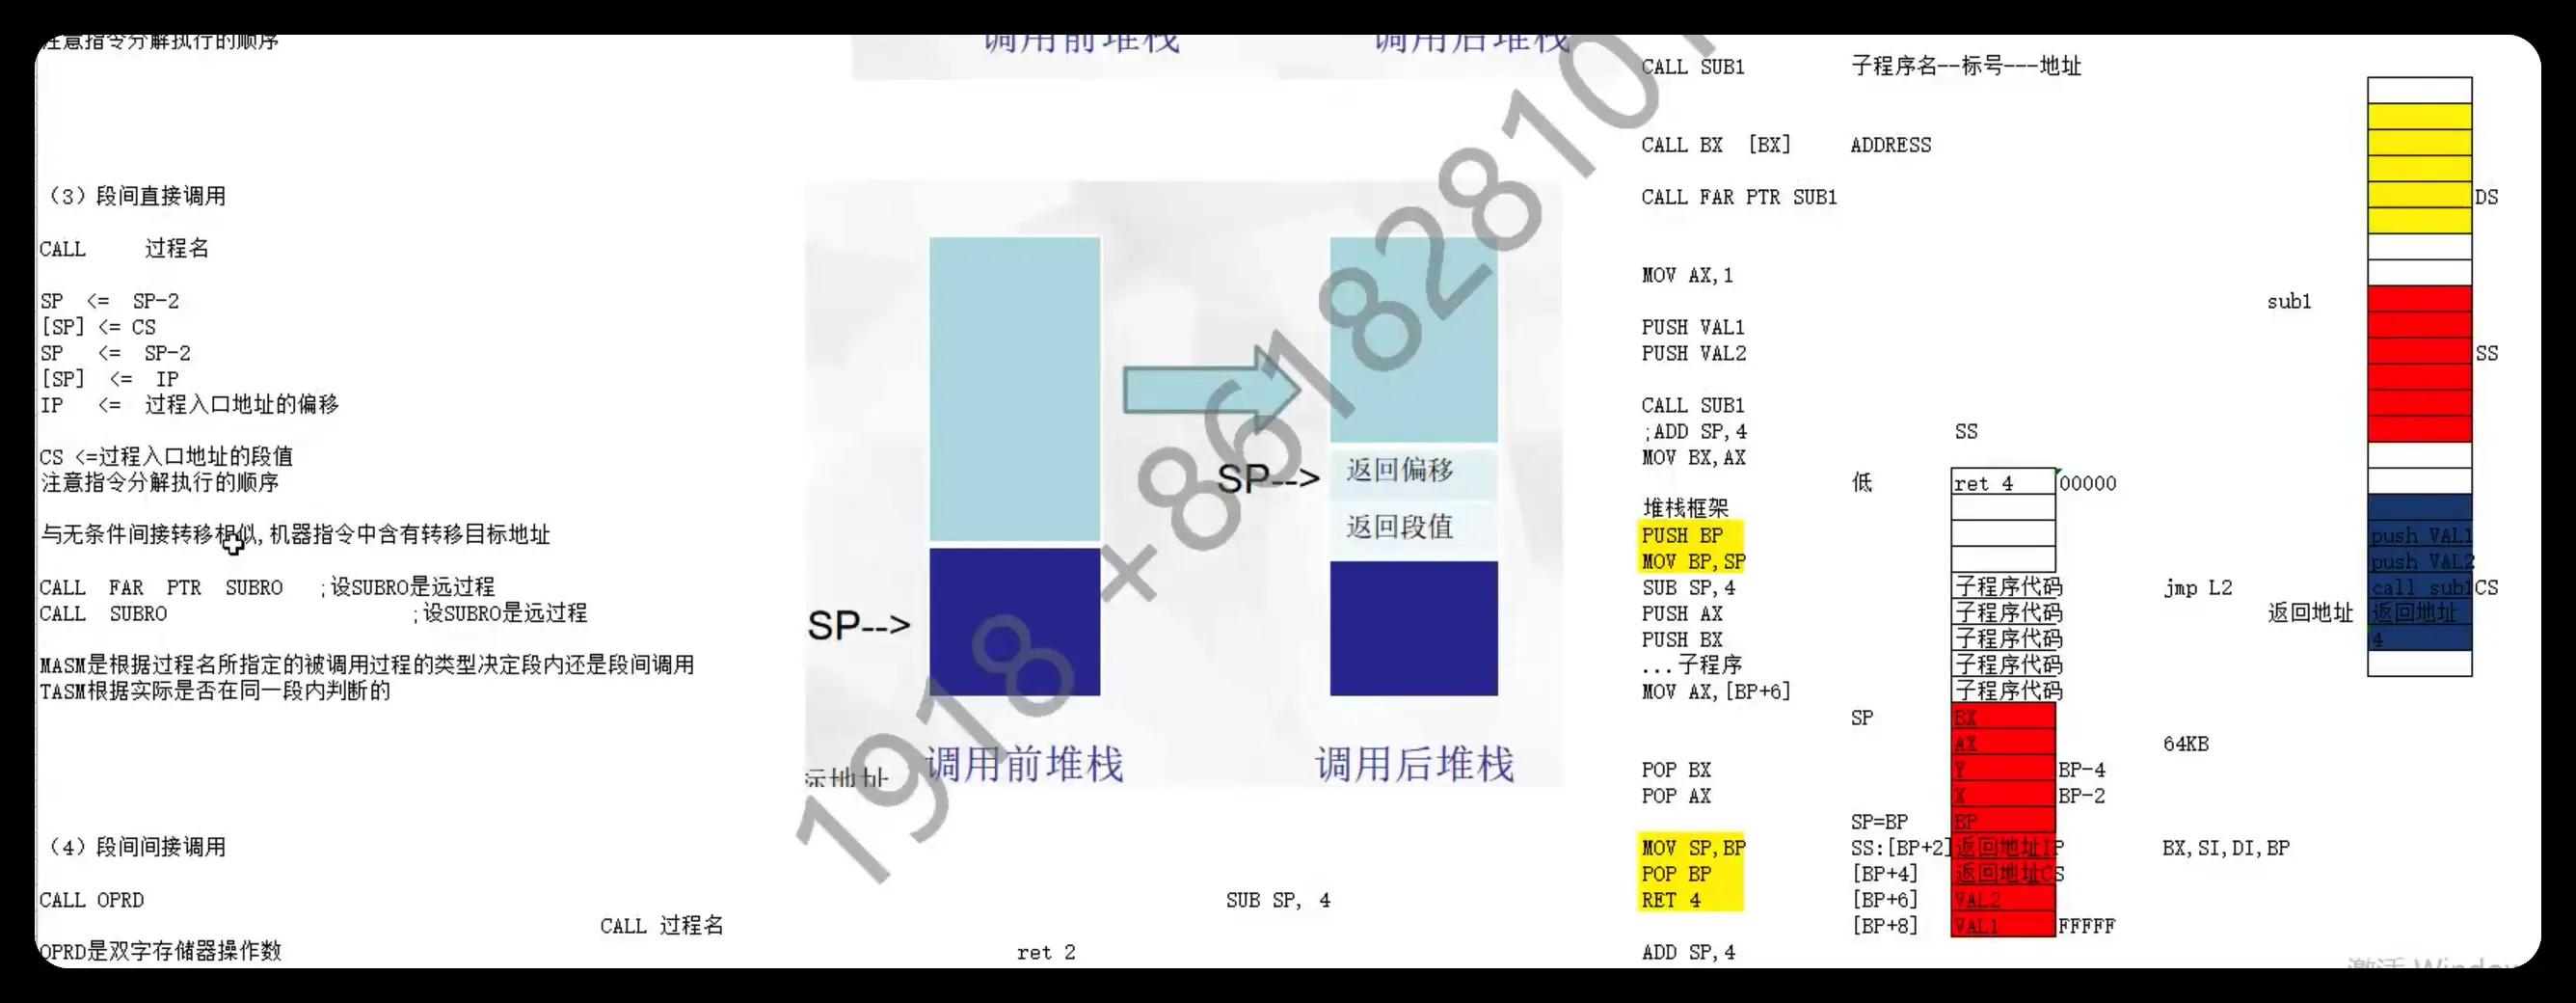 注意指令分解执行的顺序
(3)段间直接调用
CALL 过程名
SP <= SP-2
[SP] <= CS
SP <= SP-2
[SP] <= IP
IP <= 过程入口地址的偏移
CS <=过程入口地址的段值
注意指令分解执行的顺序
与无条件间接转移相似,机器指令中含有转移目标地址
CALL FAR PTR SUBRO ;设SUBRO是远过程
CALL SUBRO ;设SUBRO是远过程
MASM是根据过程名所指定的被调用过程的类型决定段内还是段间调用
TASM根据实际是否在同一段内判断的
(4)段间间接调用
CALL OPRD
CALL 过程名
OPRD是双字存储器操作数
调用前堆栈
调用后堆栈
SP-->
SP-->
返回偏移
返回段值
调用前堆栈
调用后堆栈
标地址
SUB SP, 4
ret 2
1918 +86182810
CALL SUB1 子程序名--标号---地址
CALL BX [BX] ADDRESS
CALL FAR PTR SUB1
MOV AX,1
PUSH VAL1
PUSH VAL2
CALL SUB1
;ADD SP,4 SS
MOV BX,AX
低 ret 4 00000
堆栈框架
PUSH BP
MOV BP,SP
SUB SP,4 子程序代码 jmp L2
PUSH AX 子程序代码
PUSH BX 子程序代码
...子程序 子程序代码
MOV AX,[BP+6] 子程序代码
SP BX
AX 64KB
POP BX Y BP-4
POP AX X BP-2
SP=BP BP
MOV SP,BP SS:[BP+2] 返回地址IP BX,SI,DI,BP
POP BP [BP+4] 返回地址CS
RET 4 [BP+6] VAL2
[BP+8] VAL1 FFFFF
ADD SP,4
DS
sub1
SS
push VAL1
push VAL2
call sub1 CS
返回地址 返回地址
4